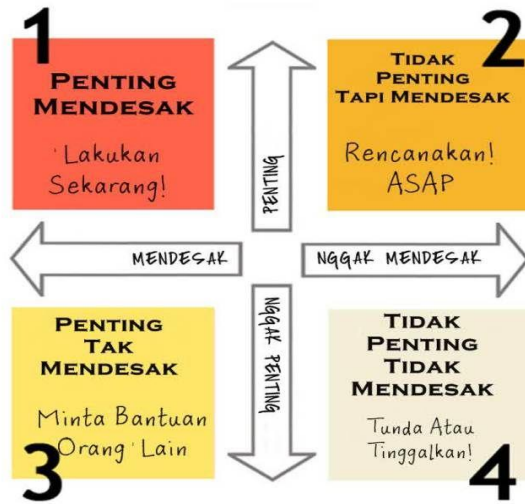 1
PENTING
MENDESAK
Lakukan
Sekarang!
2
TIDAK
PENTING
TAPI MENDESAK
Rencanakan!
ASAP
PENTING
MENDESAK
NGGAK MENDESAK
NGGAK PENTING
PENTING
TAK
MENDESAK
Minta Bantuan
Orang Lain
3
TIDAK
PENTING
TIDAK
MENDESAK
Tunda Atau
Tinggalkan!
4